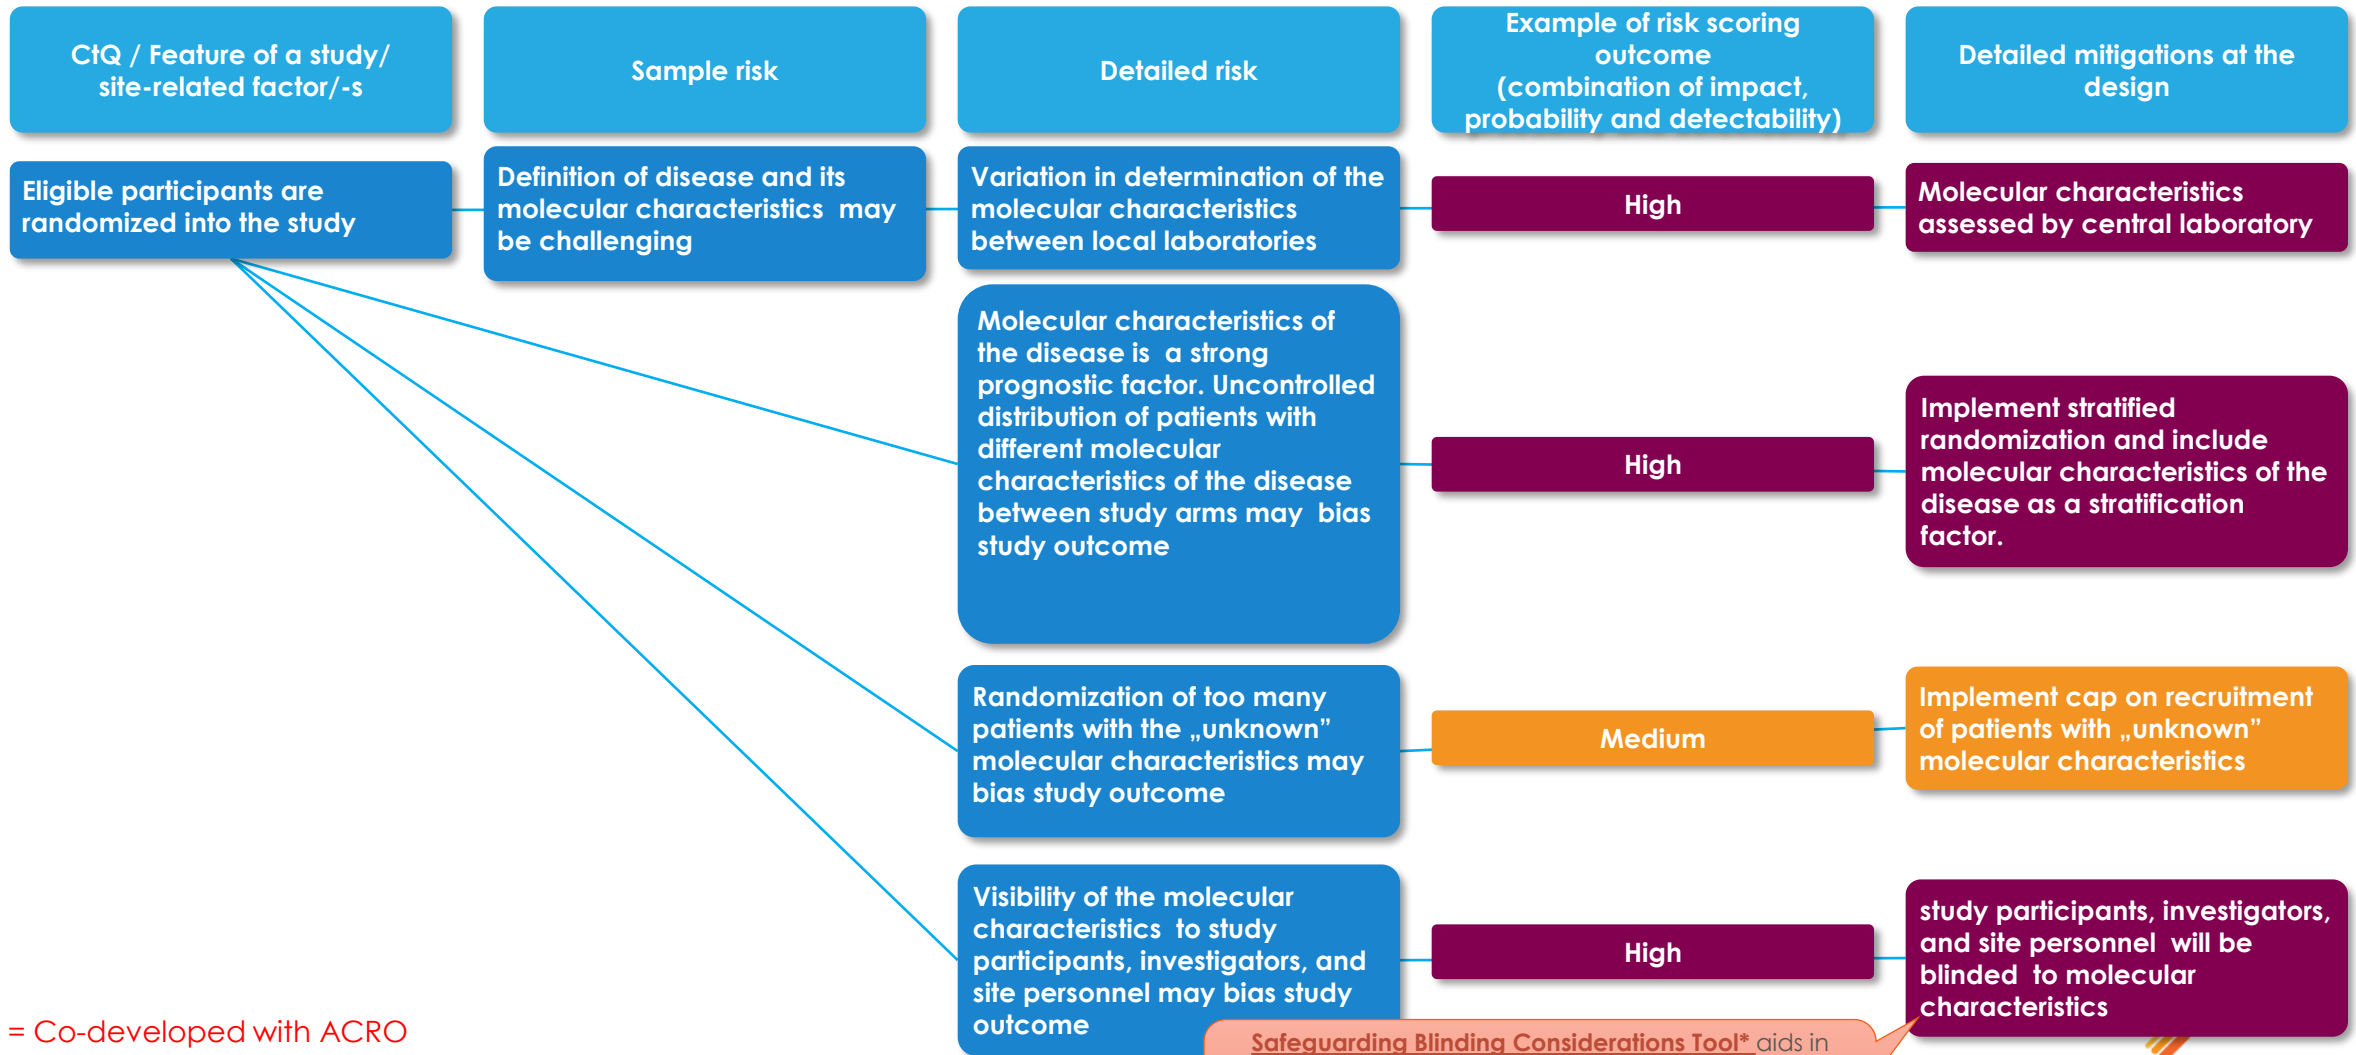 CtQ / Feature of a study/
site-related factor/-s
Sample risk
Detailed risk
Example of risk scoring
outcome
(combination of impact,
probability and detectability)
Detailed mitigations at the
design
Eligible participants are
randomized into the study
Definition of disease and its
molecular characteristics  may
be challenging
Variation in determination of the
molecular characteristics
between local laboratories
High
Molecular characteristics
assessed by central laboratory
Molecular characteristics of
the disease is  a strong
prognostic factor. Uncontrolled
distribution of patients with
different molecular
characteristics of the disease
between study arms may  bias
study outcome
High
Implement stratified
randomization and include
molecular characteristics of the
disease as a stratification
factor.
Randomization of too many
patients with the „unknown”
molecular characteristics may
bias study outcome
Medium
Implement cap on recruitment
of patients with „unknown”
molecular characteristics
Visibility of the molecular
characteristics  to study
participants, investigators, and
site personnel may bias study
outcome
High
study participants, investigators,
and site personnel  will be
blinded  to molecular
characteristics
= Co-developed with ACRO
Safeguarding Blinding Considerations Tool* aids in